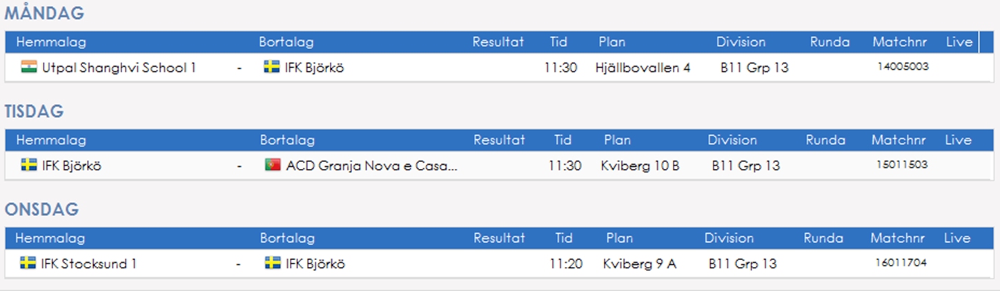 MÅNDAG
Hemmalag Bortalag Resultat Tid Plan Division Runda Matchnr Live
Utpal Shanghvi School 1 - IFK Björkö 11:30 Hjällbovallen 4 B11 Grp 13 14005003
TISDAG
Hemmalag Bortalag Resultat Tid Plan Division Runda Matchnr Live
IFK Björkö - ACD Granja Nova e Casa... 11:30 Kviberg 10 B B11 Grp 13 15011503
ONSDAG
Hemmalag Bortalag Resultat Tid Plan Division Runda Matchnr Live
IFK Stocksund 1 - IFK Björkö 11:20 Kviberg 9 A B11 Grp 13 16011704